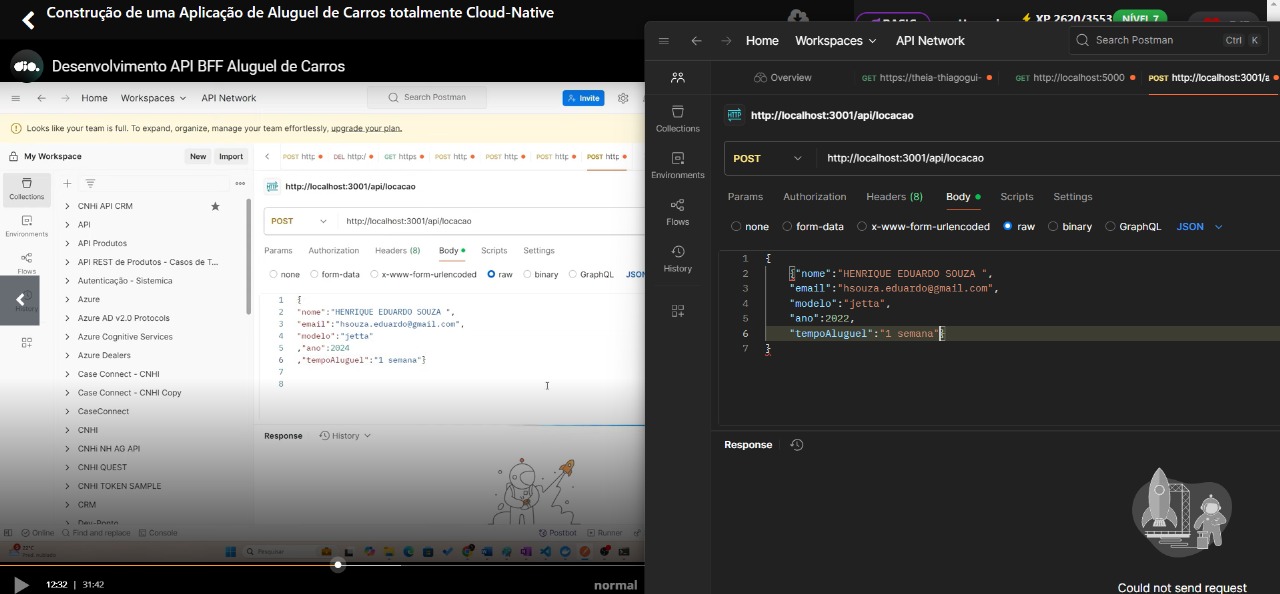 Construção de uma Aplicação de Aluguel de Carros totalmente Cloud-Native
dio.
Desenvolvimento API BFF Aluguel de Carros
Home Workspaces API Network
Search Postman
Invite
Looks like your team is full. To expand, organize, manage your team effortlessly, upgrade your plan.
My Workspace
New Import
POST http:
DEL http:/
GET https
POST http:
POST http:
POST http:
POST http:
Collections
Environments
Flows
History
CNHi API CRM
API
API Produtos
API REST de Produtos - Casos de T...
Autenticação - Sistemica
Azure
Azure AD v2.0 Protocols
Azure Cognitive Services
Azure Dealers
Case Connect - CNHI
Case Connect - CNHI Copy
CaseConnect
CNHI
CNHi NH AG API
CNHI QUEST
CNHI TOKEN SAMPLE
CRM
Dev-Ponto
HTTP http://localhost:3001/api/locacao
POST http://localhost:3001/api/locacao
Params Authorization Headers (8) Body Scripts Settings
none form-data x-www-form-urlencoded raw binary GraphQL JSON
1 {
2 "nome":"HENRIQUE EDUARDO SOUZA ",
3 "email":"hsouza.eduardo@gmail.com",
4 "modelo":"jetta"
5 ,"ano":2024
6 ,"tempoAluguel":"1 semana"}
7
8
Response History
Online Find and replace Console
Postbot Runner
22°C
Pesquisar
12:32 | 31:42
normal
BASIC
XP 2620/3553
NÍVEL 7
Home Workspaces API Network
Search Postman Ctrl K
Overview
GET https://theia-thiagogui-
GET http://localhost:5000
POST http://localhost:3001/a
Collections
Environments
Flows
History
HTTP http://localhost:3001/api/locacao
POST http://localhost:3001/api/locacao
Params Authorization Headers (8) Body Scripts Settings
none form-data x-www-form-urlencoded raw binary GraphQL JSON
1 {
2 {"nome":"HENRIQUE EDUARDO SOUZA ",
3 "email":"hsouza.eduardo@gmail.com",
4 "modelo":"jetta",
5 "ano":2022,
6 "tempoAluguel":"1 semana"}
7 }
Response
Could not send request